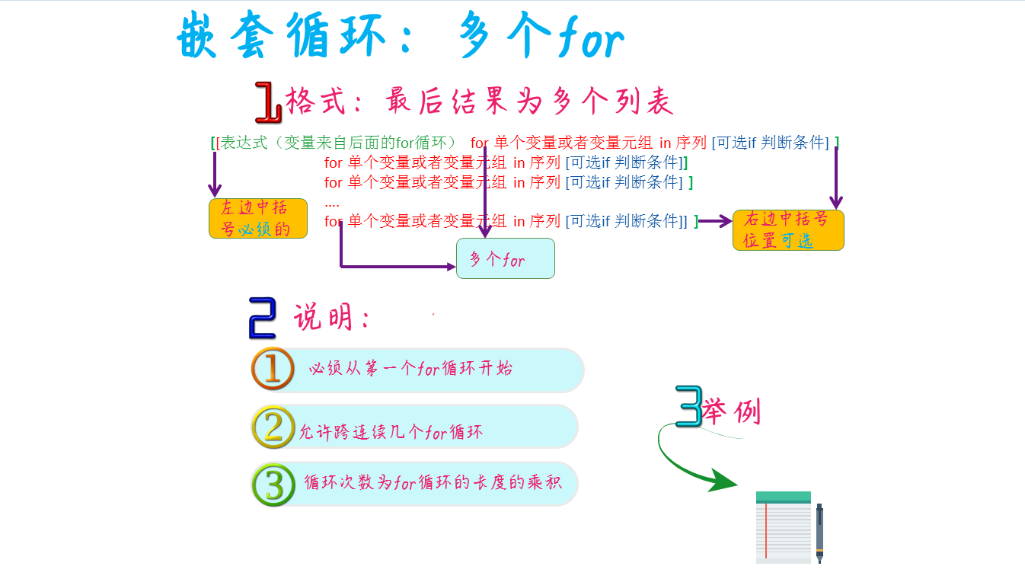 嵌套循环：多个for
1格式：最后结果为多个列表
[[表达式（变量来自后面的for循环） for 单个变量或者变量元组 in 序列 [可选if 判断条件] ]
for 单个变量或者变量元组 in 序列 [可选if 判断条件]]
for 单个变量或者变量元组 in 序列 [可选if 判断条件] ]
....
for 单个变量或者变量元组 in 序列 [可选if 判断条件]] ]
左边中括
号必须的
右边中括号
位置可选
多个for
2 说明：
① 必须从第一个for循环开始
② 允许跨连续几个for循环
③ 循环次数为for循环的长度的乘积
3举例